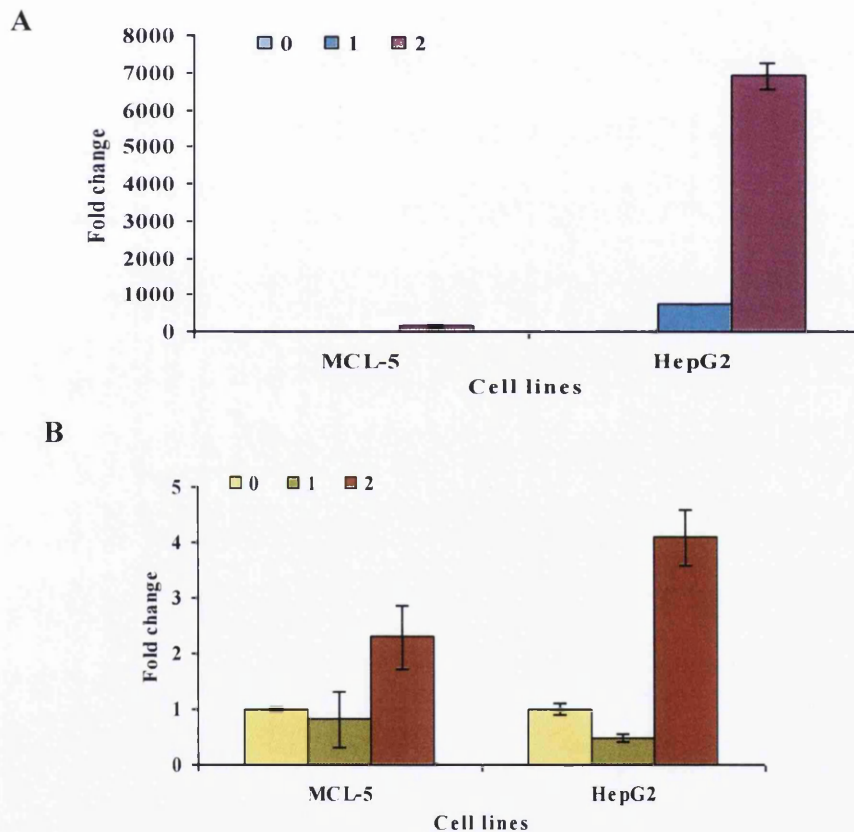 A
8000
7000
6000
5000
4000
3000
2000
1000
0
Fold change
0 1 2
MCL-5 HepG2
Cell lines
B
5
4
3
2
1
0
Fold change
0 1 2
MCL-5 HepG2
Cell lines